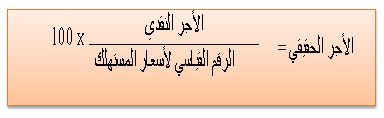 الأجر النقدي
الأجر الحقيقي = 100 x
الرقم القياسي لأسعار المستهلك